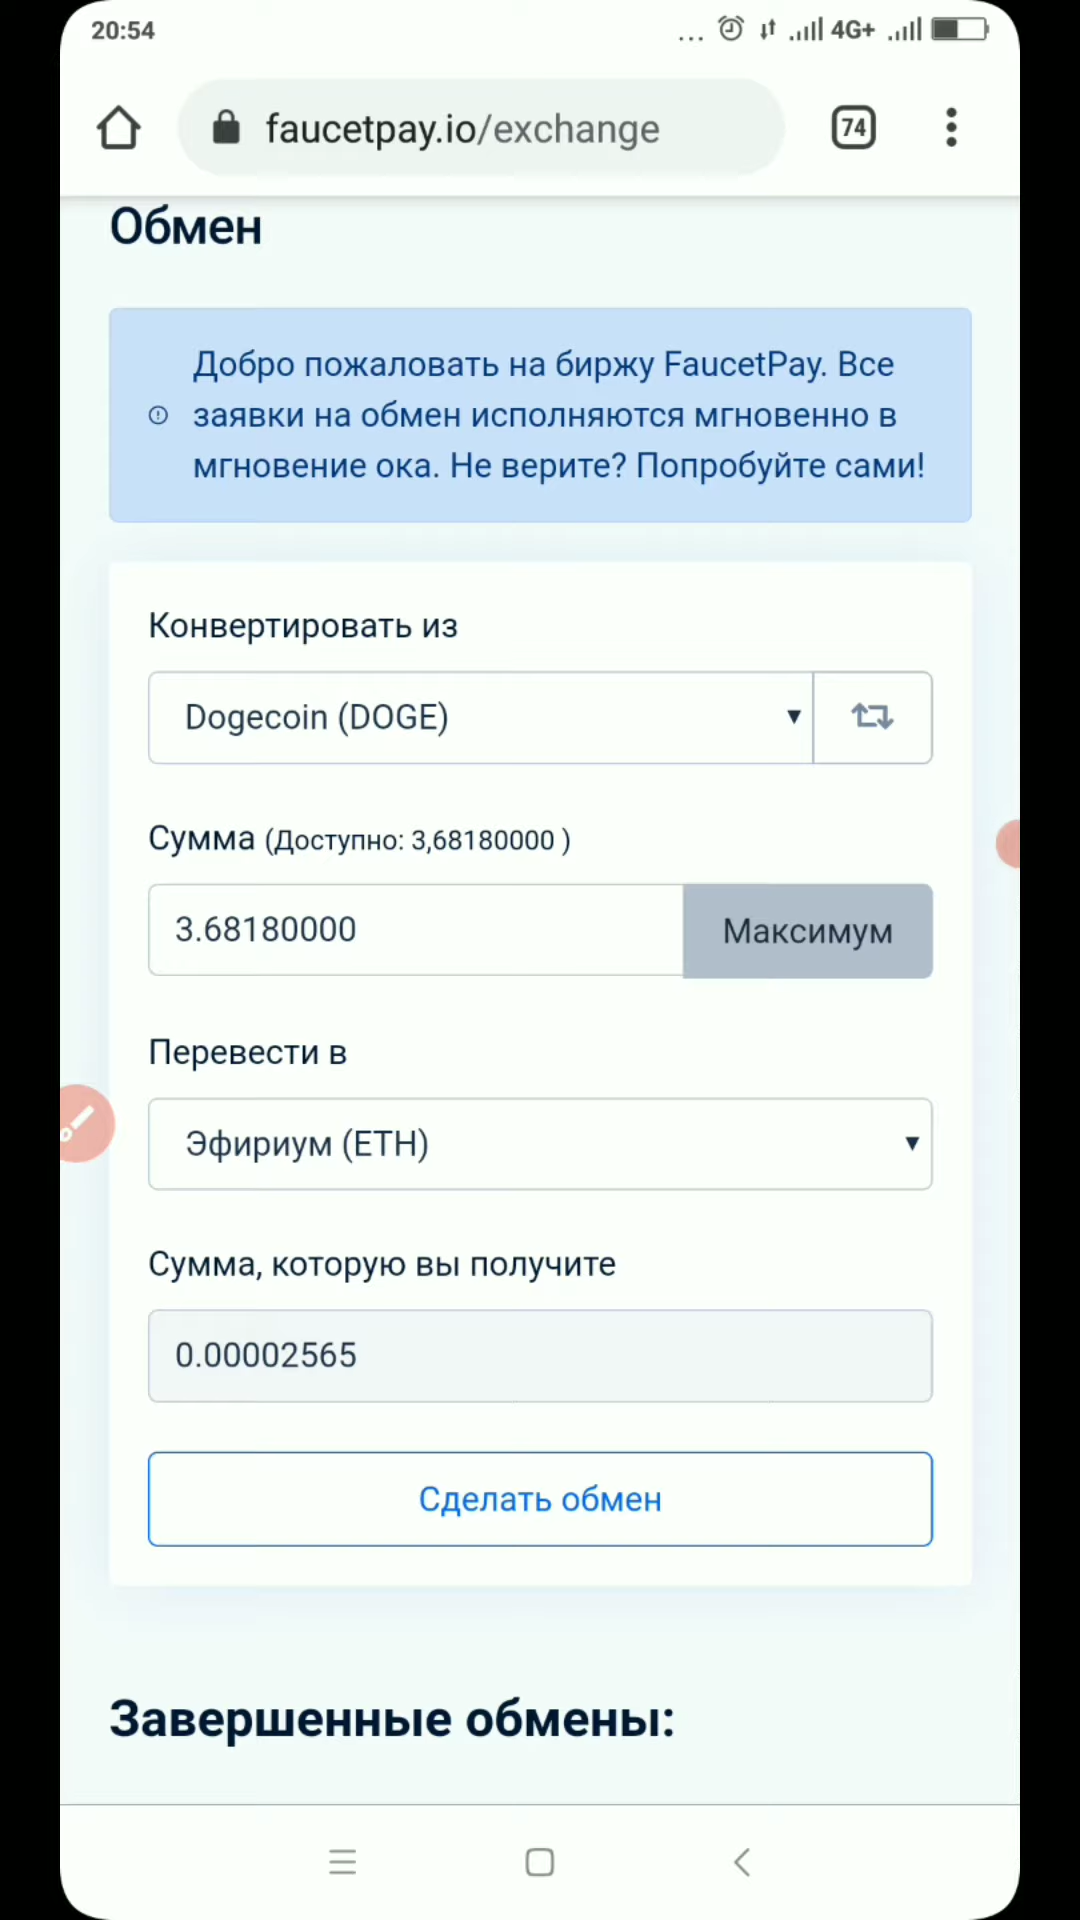 20:54
... 4G+
faucetpay.io/exchange
74
Обмен
Добро пожаловать на биржу FaucetPay. Все
заявки на обмен исполняются мгновенно в
мгновение ока. Не верите? Попробуйте сами!
Конвертировать из
Dogecoin (DOGE)
Сумма (Доступно: 3,68180000 )
3.68180000
Максимум
Перевести в
Эфириум (ETH)
Сумма, которую вы получите
0.00002565
Сделать обмен
Завершенные обмены: